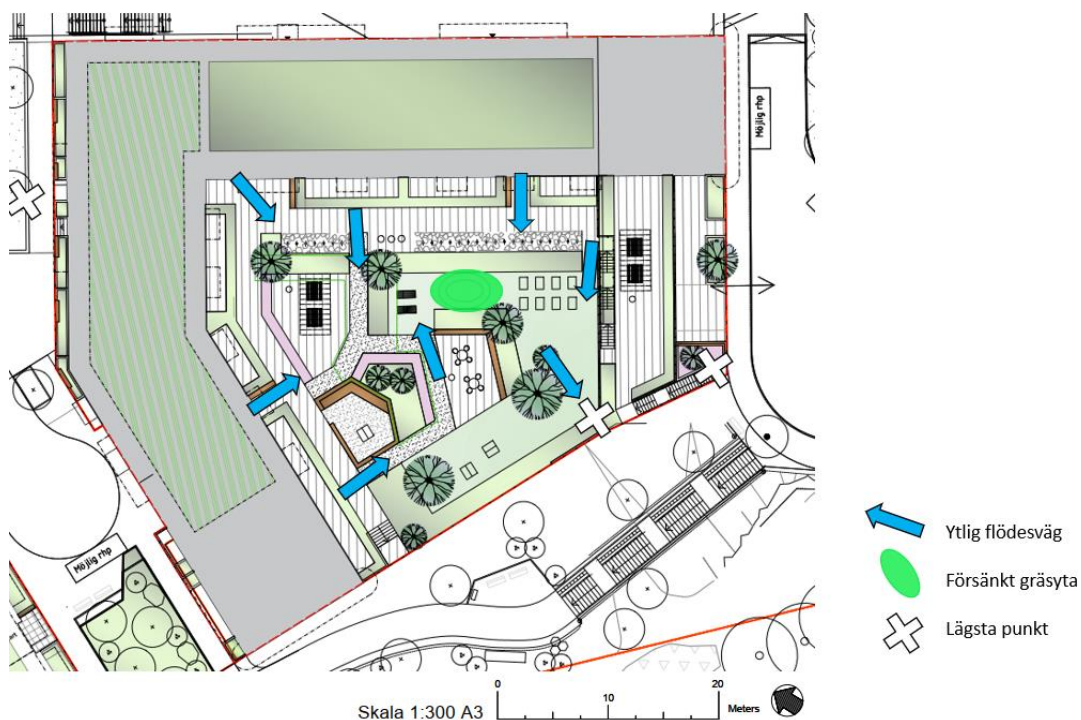 Möjlig rhp
Möjlig rhp
Ytlig flödesväg
Försänkt gräsyta
Lägsta punkt
Skala 1:300 A3
0
10
20
Meters